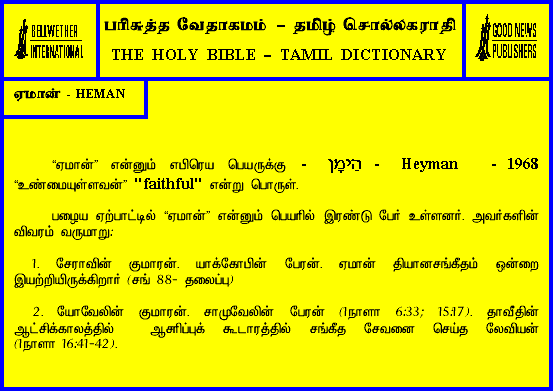 BELLWETHER
INTERNATIONAL
பரிசுத்த வேதாகமம் – தமிழ் சொல்லகராதி
THE HOLY BIBLE – TAMIL DICTIONARY
GOOD NEWS
PUBLISHERS
ஏமான் - HEMAN
“ஏமான்” என்னும் எபிரெய பெயருக்கு - הֵימָן - Heyman - 1968
“உண்மையுள்ளவன்” "faithful" என்று பொருள்.
பழைய ஏற்பாட்டில் “ஏமான்” என்னும் பெயரில் இரண்டு பேர் உள்ளனர். அவர்களின்
விவரம் வருமாறு:
1. சேராவின் குமாரன். யாக்கோபின் பேரன். ஏமான் தியானசங்கீதம் ஒன்றை
இயற்றியிருக்கிறார் (சங் 88- தலைப்பு)
2. யோவேலின் குமாரன். சாமுவேலின் பேரன் (1நாளா 6:33; 15:17). தாவீதின்
ஆட்சிக்காலத்தில் ஆசரிப்புக் கூடாரத்தில் சங்கீத சேவனை செய்த லேவியன்
(1நாளா 16:41-42).